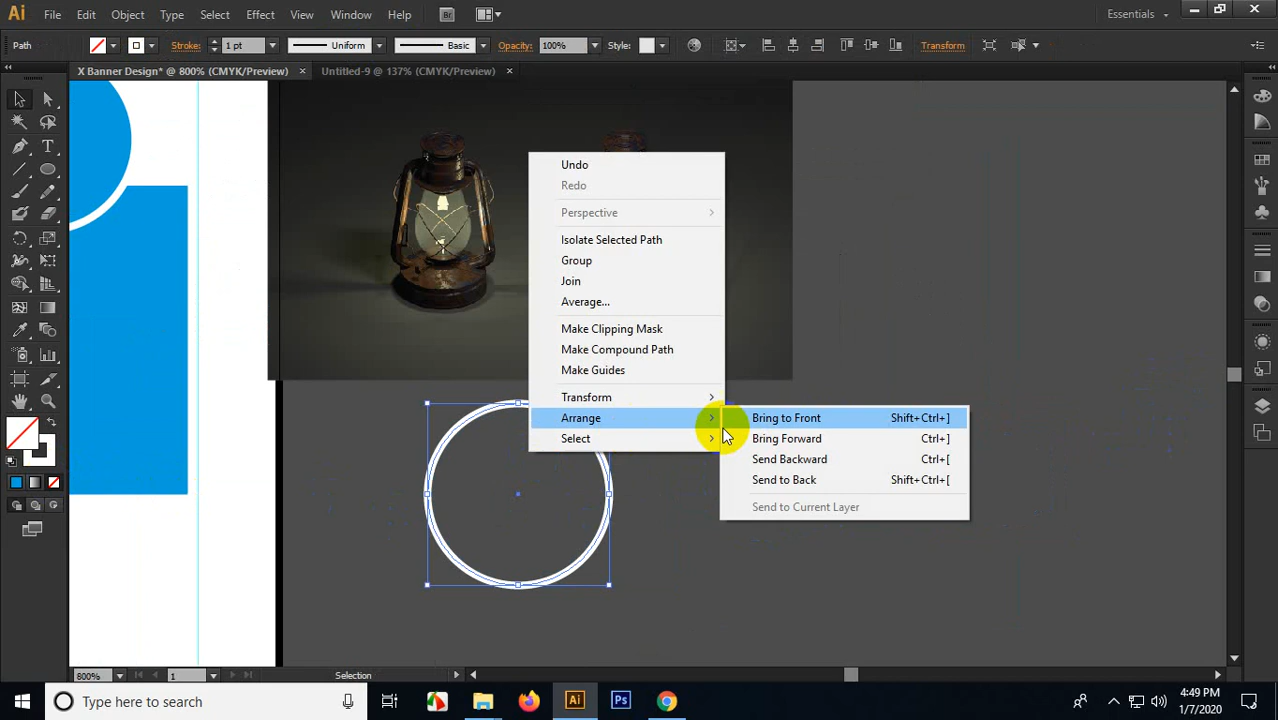 Ai File Edit Object Type Select Effect View Window Help Br Essentials
Path Stroke: 1 pt Uniform Basic Opacity: 100% Style: Transform
X Banner Design* @ 800% (CMYK/Preview) Untitled-9 @ 137% (CMYK/Preview)
Undo
Redo
Perspective
Isolate Selected Path
Group
Join
Average...
Make Clipping Mask
Make Compound Path
Make Guides
Transform
Arrange
Select
Bring to Front Shift+Ctrl+]
Bring Forward Ctrl+]
Send Backward Ctrl+[
Send to Back Shift+Ctrl+[
Send to Current Layer
800% 1 Selection
Type here to search Ai Ps 4:49 PM
1/7/2020